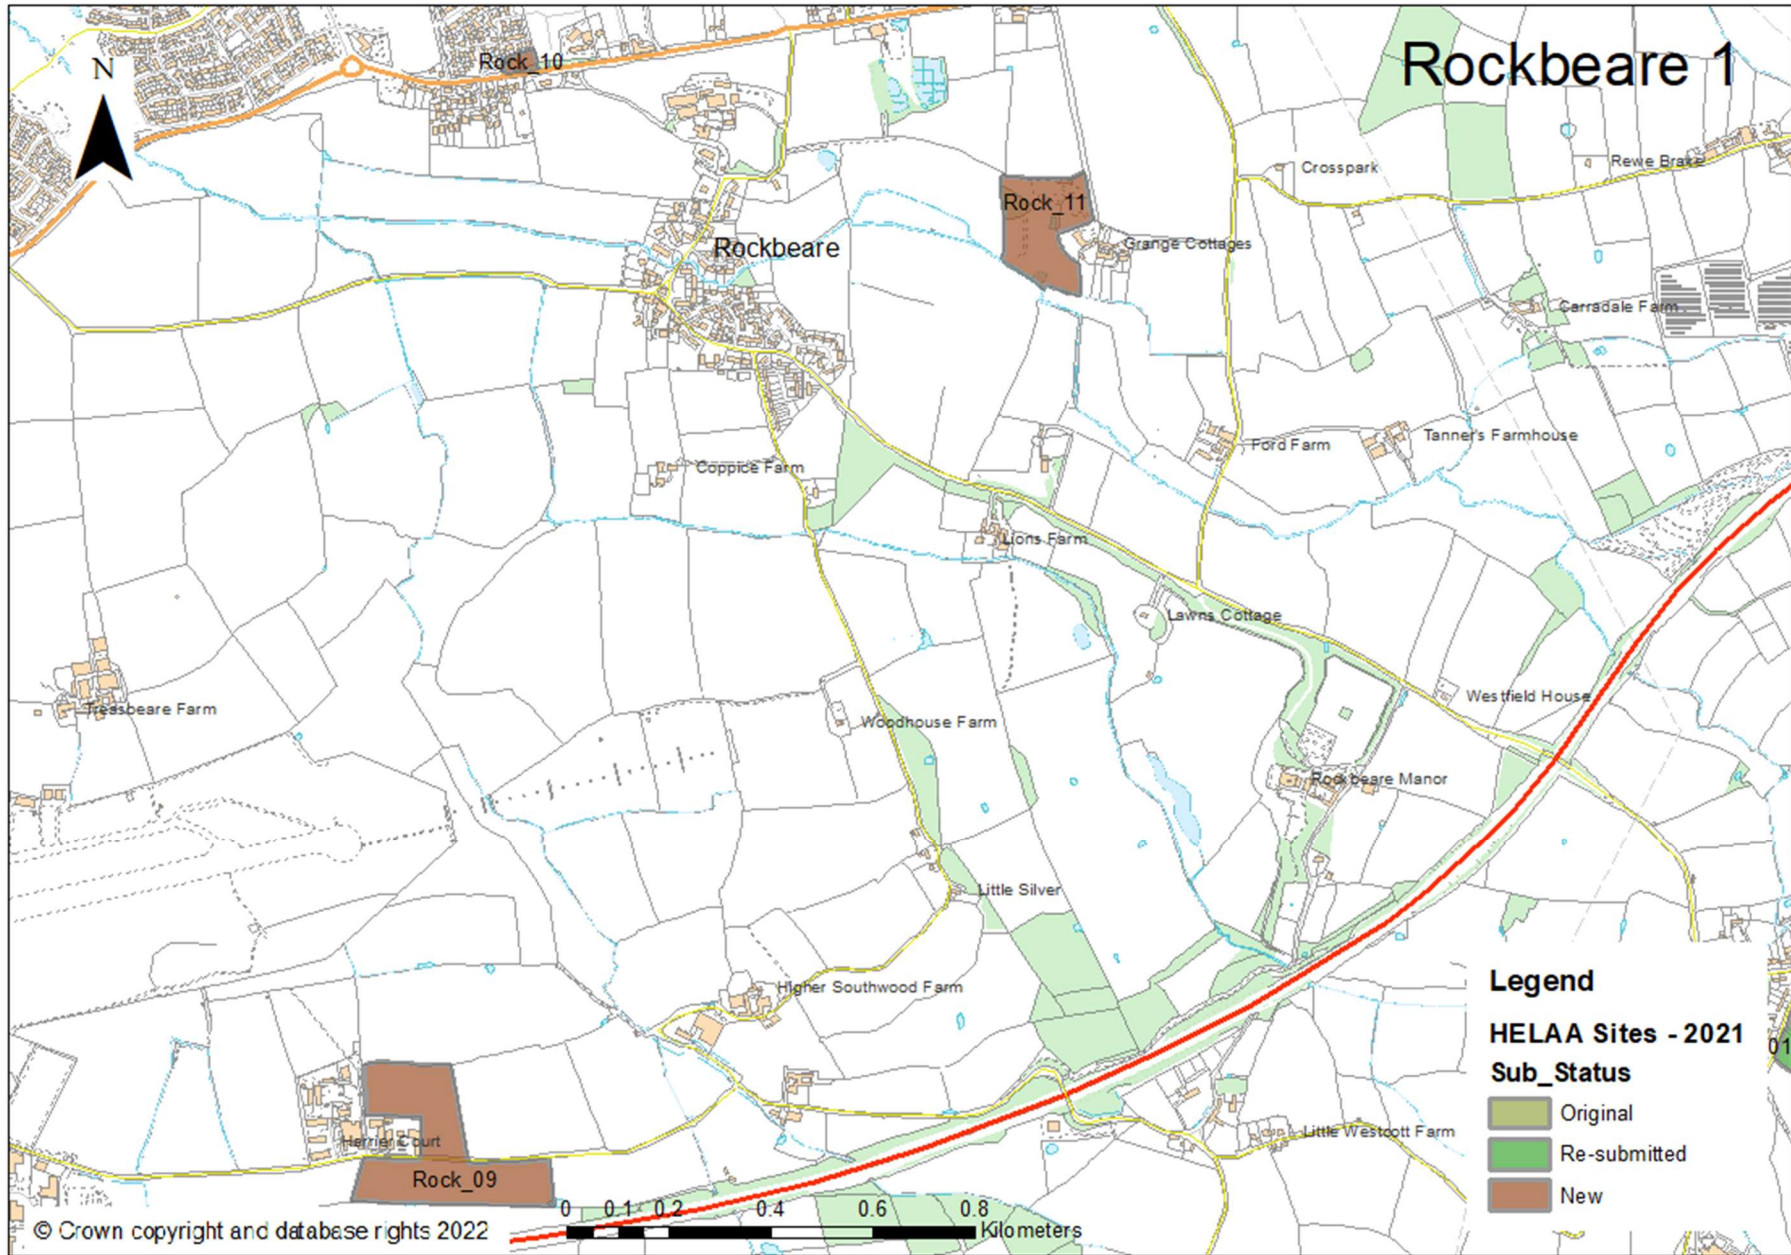 Rockbeare 1
N
Rock_10
Crosspark
Rewe Brake
Rock_11
Rockbeare
Grange Cottages
Carradale Farm
Ford Farm
Tanner's Farmhouse
Coppice Farm
Lions Farm
Lawns Cottage
Westfield House
Treasbeare Farm
Woodhouse Farm
Rockbeare Manor
Little Silver
Higher Southwood Farm
Legend
HELAA Sites - 2021
Sub_Status
Original
Re-submitted
New
01
Herrier Court
Little Westcott Farm
Rock_09
0 0.1 0.2 0.4 0.6 0.8
Kilometers
© Crown copyright and database rights 2022